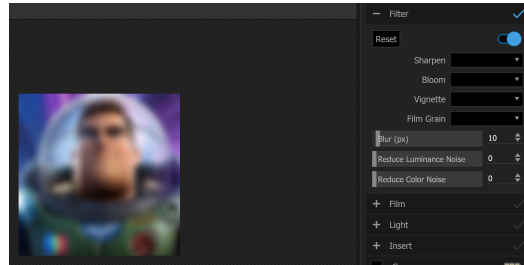 Filter
Reset
Sharpen
Bloom
Vignette
Film Grain
Blur (px) 10
Reduce Luminance Noise 0
Reduce Color Noise 0
Film
Light
Insert